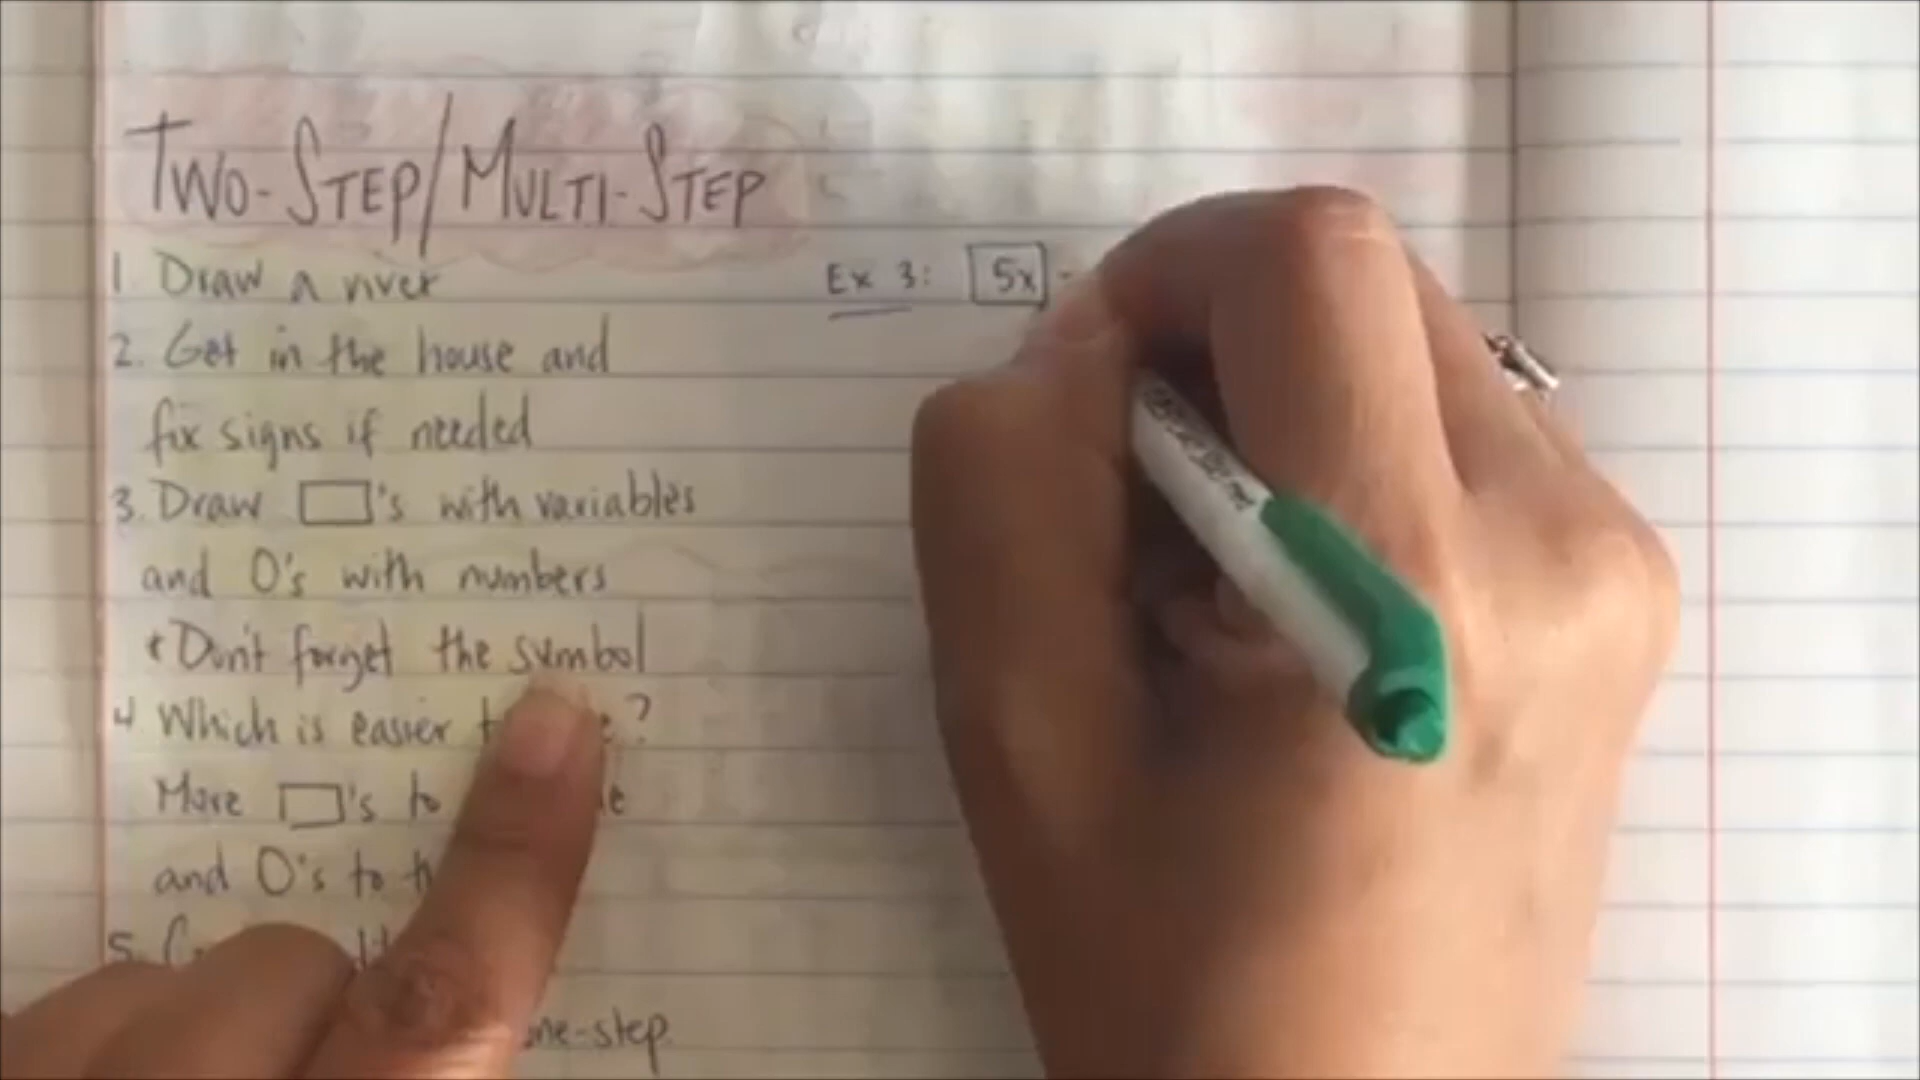 TWO-STEP/MULTI-STEP
1. Draw a river
Ex 3: 5x -
2. Get in the house and
fix signs if needed
3. Draw □'s with variables
and O's with numbers
*Don't forget the symbol
4 Which is easier ?
More □'s to
and O's to
5.
one-step.